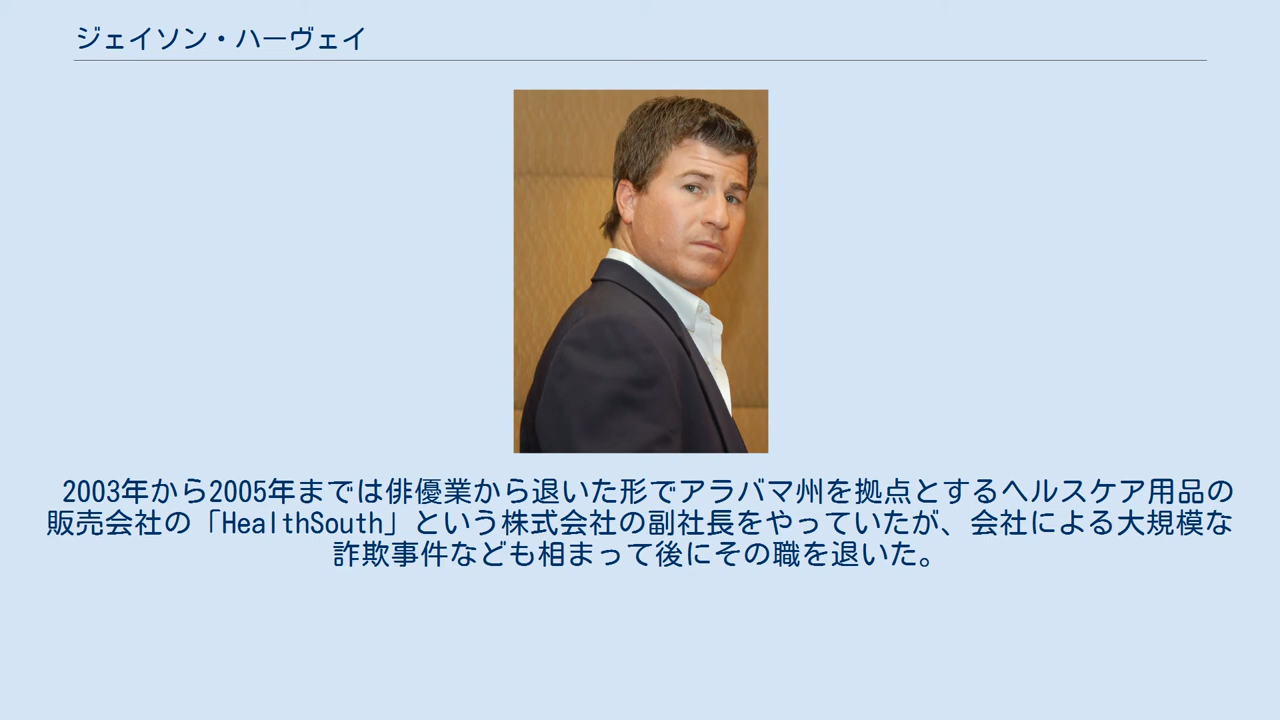 ジェイソン・ハーヴェイ
2003年から2005年までは俳優業から退いた形でアラバマ州を拠点とするヘルスケア用品の
販売会社の「HealthSouth」という株式会社の副社長をやっていたが、会社による大規模な
詐欺事件なども相まって後にその職を退いた。